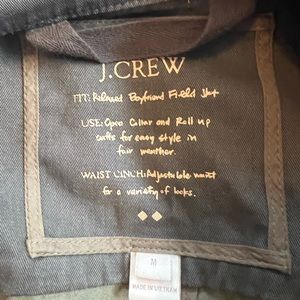 J.CREW
FIT: Relaxed Boyfriend Field Jkt
USE: Open Collar and Roll up
cuffs for easy style in
fair weather.
WAIST CINCH: Adjustable waist
for a variety of looks.
M
MADE IN VIETNAM